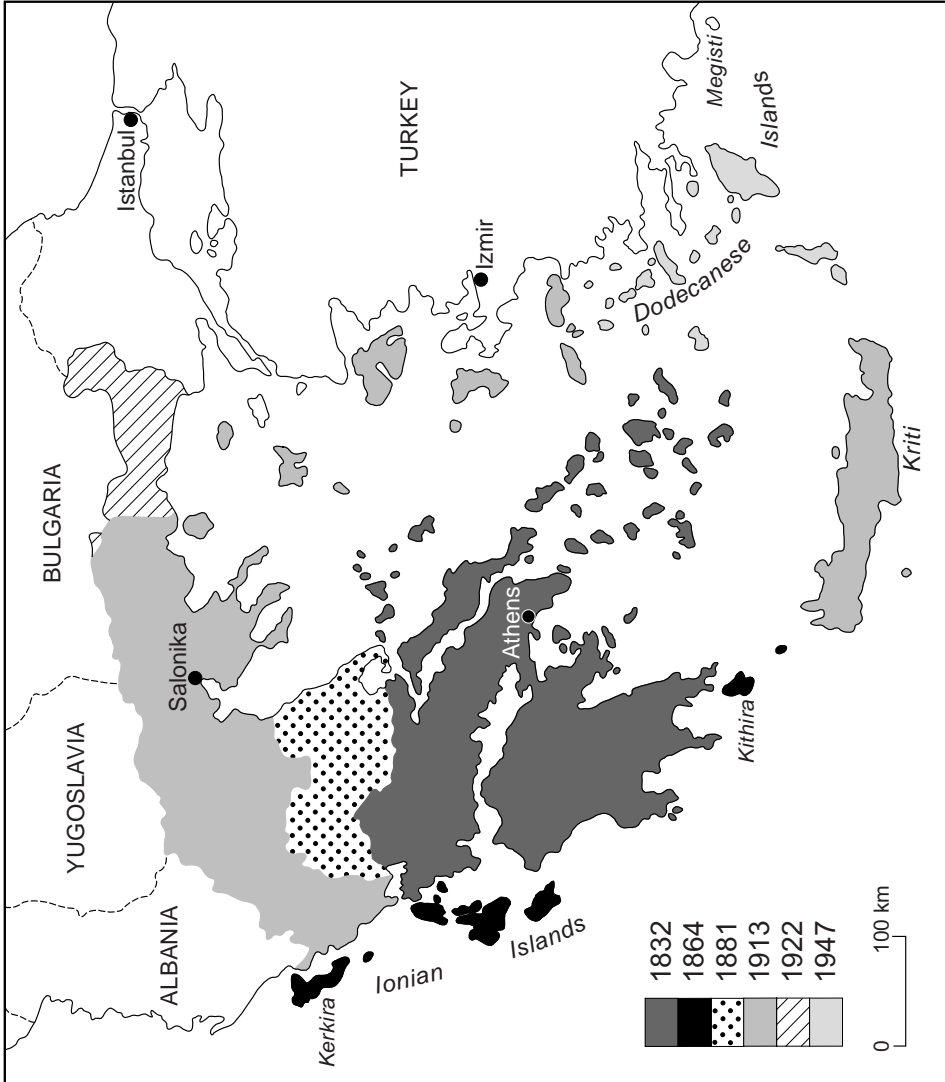 BULGARIA
YUGOSLAVIA
ALBANIA
TURKEY
Istanbul
Salonika
Izmir
Athens
Kerkira
Ionian
Islands
Kithira
Kriti
Dodecanese
Islands
Megisti
1832
1864
1881
1913
1922
1947
0 100 km